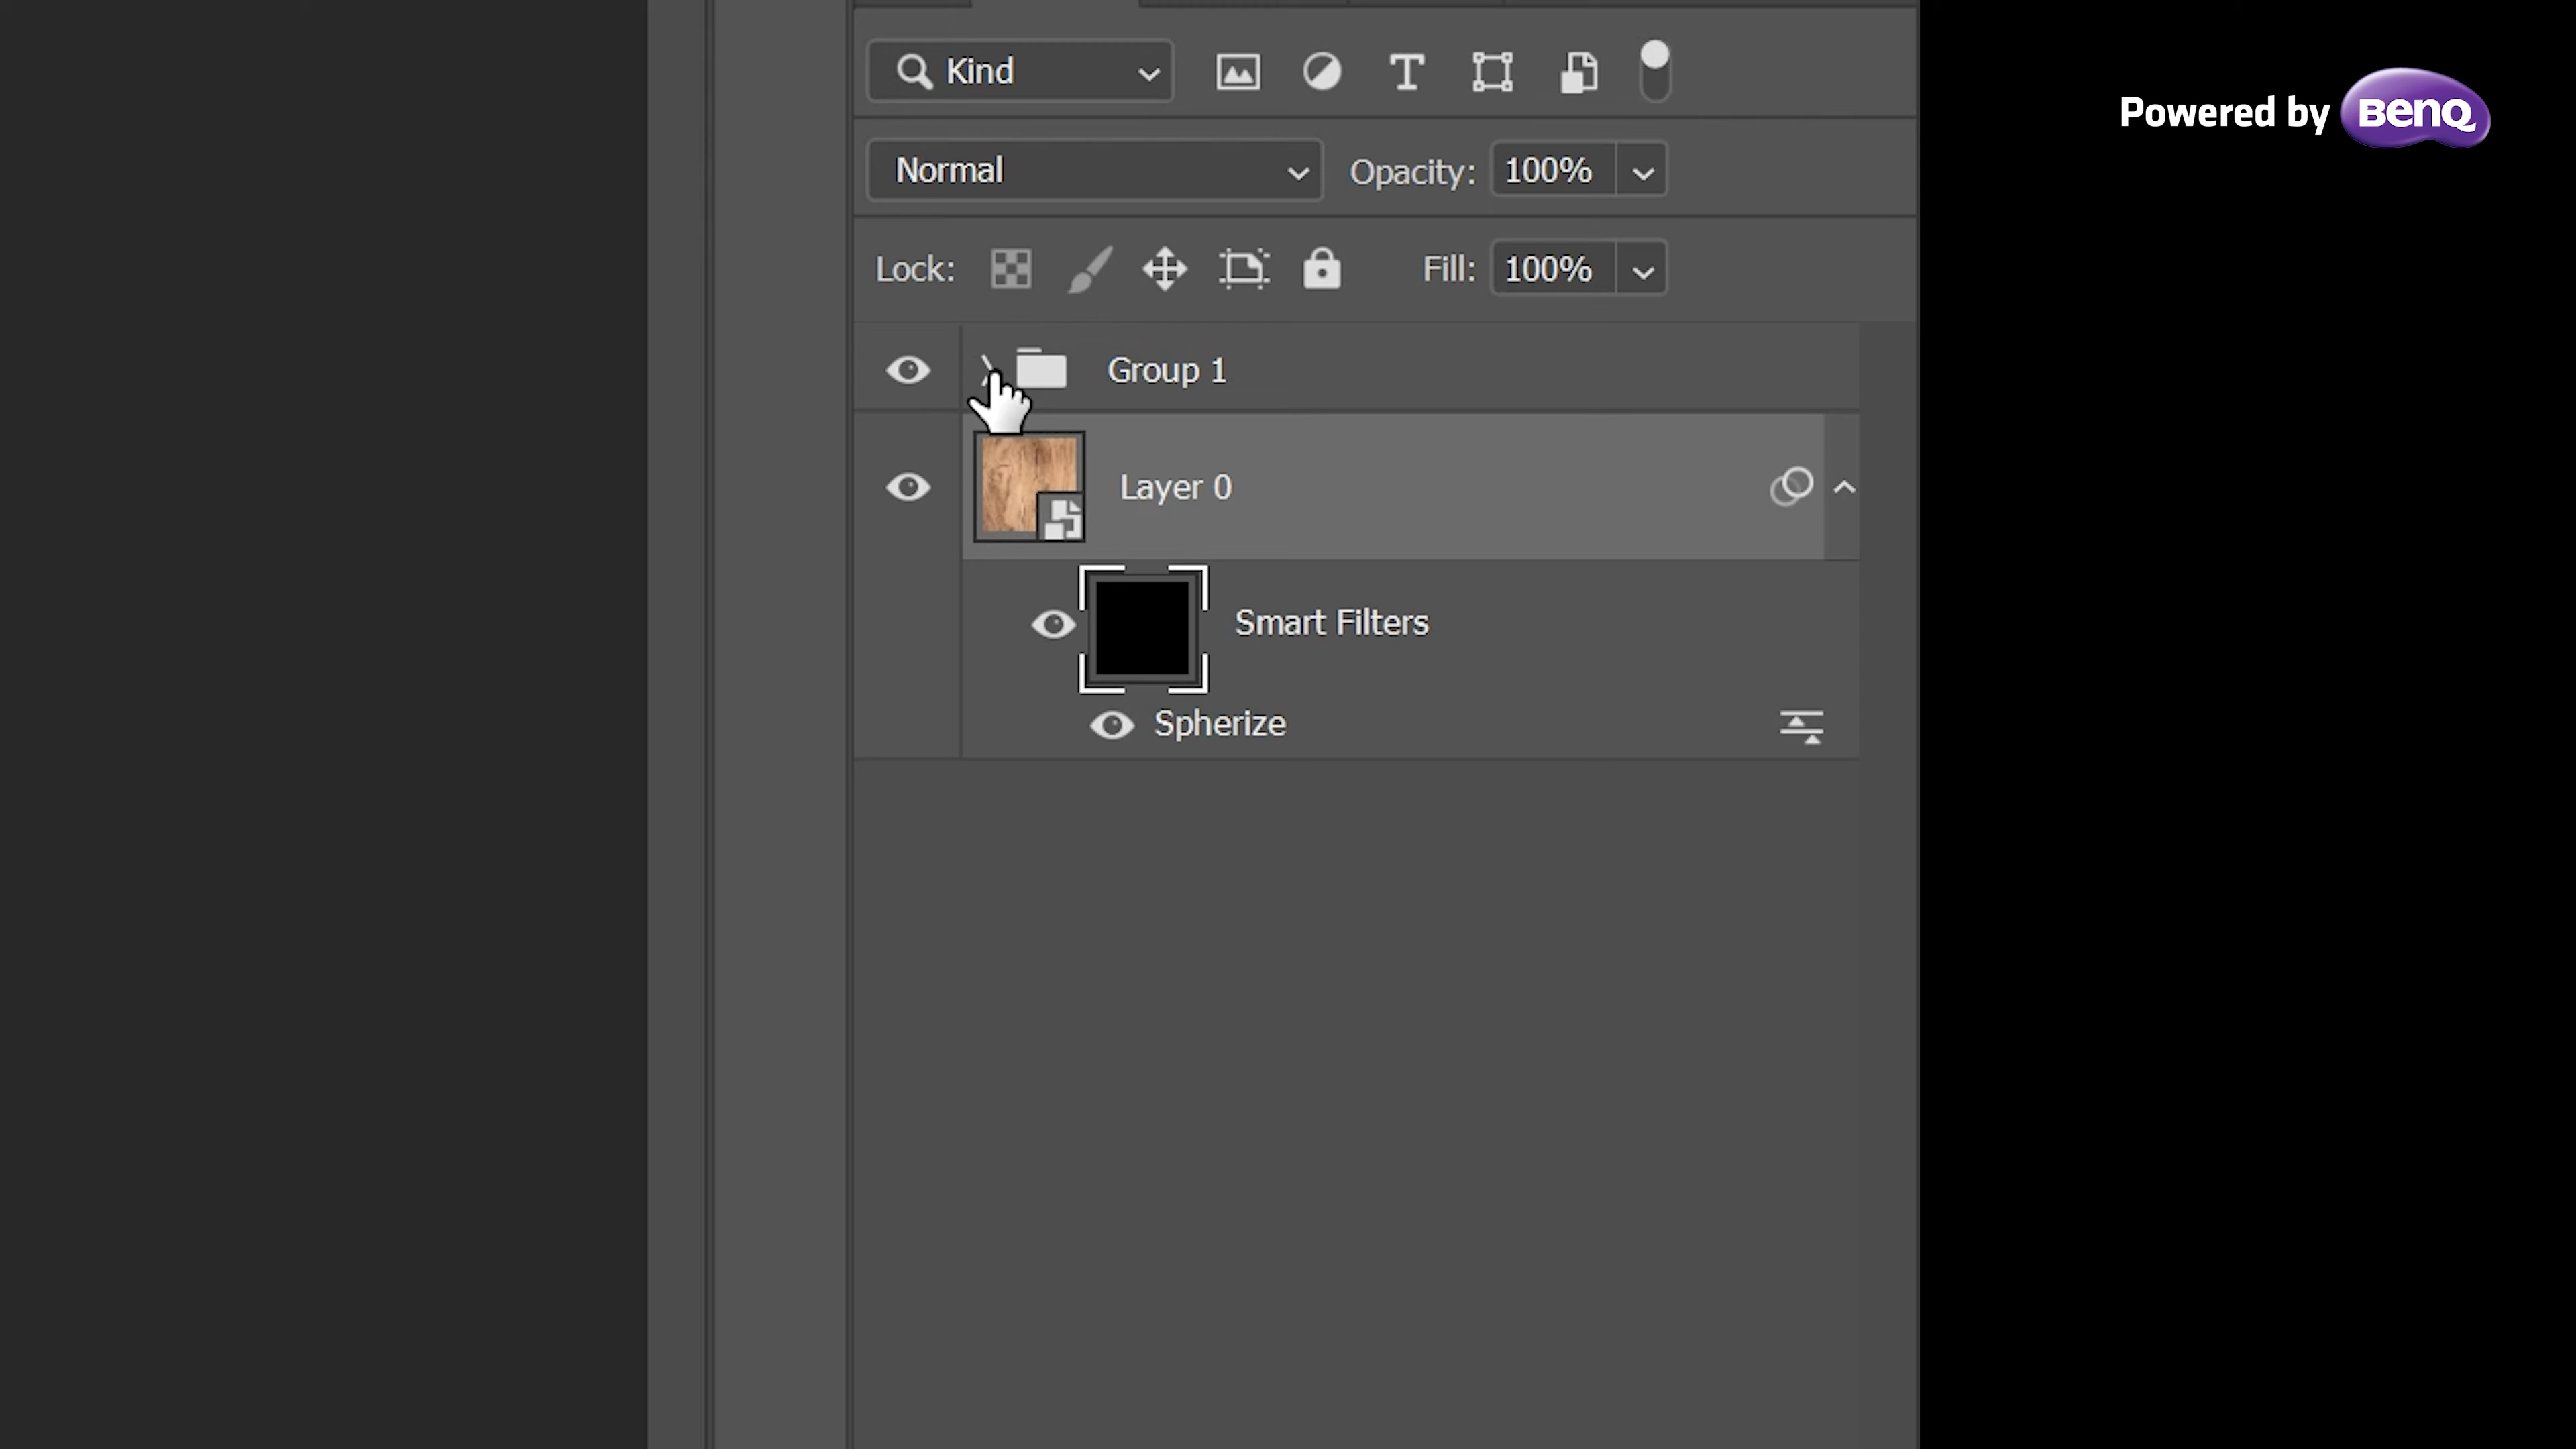 Kind
Powered by BenQ
Normal
Opacity: 100%
Lock:
Fill: 100%
Group 1
Layer 0
Smart Filters
Spherize